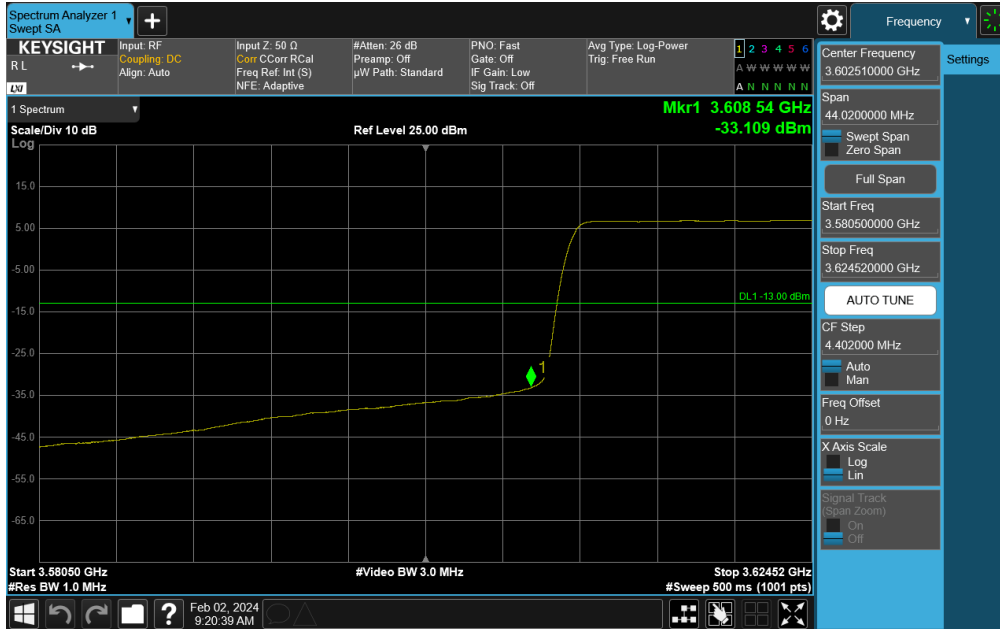 Spectrum Analyzer 1
Swept SA
Frequency
KEYSIGHT
R L
LXI
Input: RF
Coupling: DC
Align: Auto
Input Z: 50 Ω
Corr CCorr RCal
Freq Ref: Int (S)
NFE: Adaptive
#Atten: 26 dB
Preamp: Off
µW Path: Standard
PNO: Fast
Gate: Off
IF Gain: Low
Sig Track: Off
Avg Type: Log-Power
Trig: Free Run
1 2 3 4 5 6
A W W W W W
A N N N N N
1 Spectrum
Scale/Div 10 dB
Log
Ref Level 25.00 dBm
Mkr1 3.608 54 GHz
-33.109 dBm
15.0
5.00
-5.00
-15.0
-25.0
-35.0
-45.0
-55.0
-65.0
DL1 -13.00 dBm
1
Start 3.58050 GHz
#Res BW 1.0 MHz
#Video BW 3.0 MHz
Stop 3.62452 GHz
#Sweep 500 ms (1001 pts)
Center Frequency
3.602510000 GHz
Span
44.0200000 MHz
Swept Span
Zero Span
Full Span
Start Freq
3.580500000 GHz
Stop Freq
3.624520000 GHz
AUTO TUNE
CF Step
4.402000 MHz
Auto
Man
Freq Offset
0 Hz
X Axis Scale
Log
Lin
Signal Track
(Span Zoom)
On
Off
Settings
?
Feb 02, 2024
9:20:39 AM